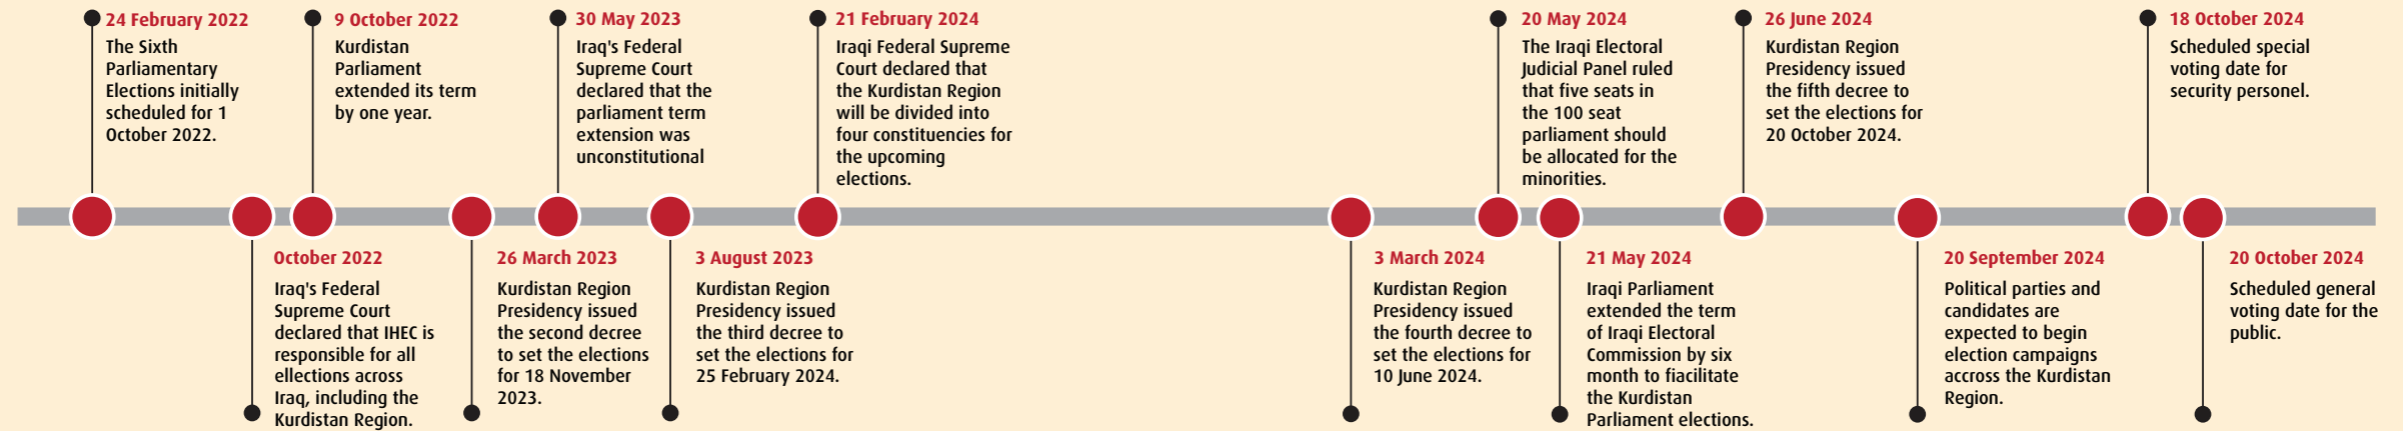 24 February 2022
The Sixth
Parliamentary
Elections initially
scheduled for 1
October 2022.
October 2022
Iraq's Federal
Supreme Court
declared that IHEC is
responsible for all
ellections across
Iraq, including the
Kurdistan Region.
9 October 2022
Kurdistan
Parliament
extended its term
by one year.
26 March 2023
Kurdistan Region
Presidency issued
the second decree
to set the elections
for 18 November
2023.
30 May 2023
Iraq's Federal
Supreme Court
declared that the
parliament term
extension was
unconstitutional
3 August 2023
Kurdistan Region
Presidency issued
the third decree to
set the elections for
25 February 2024.
21 February 2024
Iraqi Federal Supreme
Court declared that
the Kurdistan Region
will be divided into
four constituencies for
the upcoming
elections.
3 March 2024
Kurdistan Region
Presidency issued
the fourth decree to
set the elections for
10 June 2024.
20 May 2024
The Iraqi Electoral
Judicial Panel ruled
that five seats in
the 100 seat
parliament should
be allocated for the
minorities.
21 May 2024
Iraqi Parliament
extended the term
of Iraqi Electoral
Commission by six
month to fiacilitate
the Kurdistan
Parliament elections.
26 June 2024
Kurdistan Region
Presidency issued
the fifth decree to
set the elections for
20 October 2024.
20 September 2024
Political parties and
candidates are
expected to begin
election campaigns
accross the Kurdistan
Region.
18 October 2024
Scheduled special
voting date for
security personel.
20 October 2024
Scheduled general
voting date for the
public.